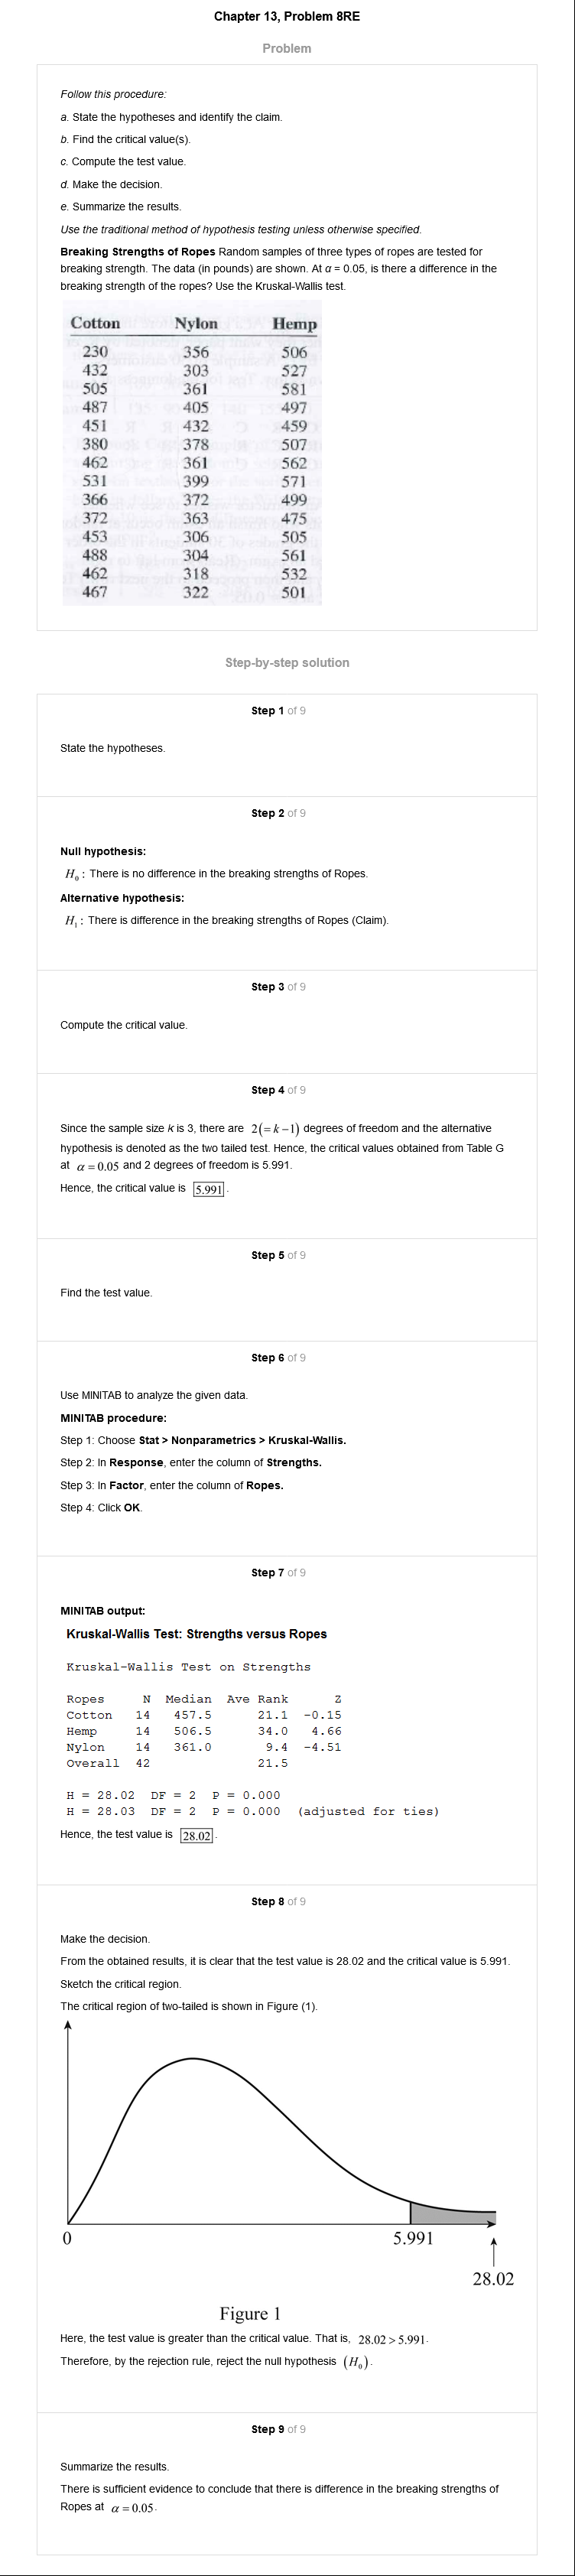 Chapter 13, Problem 8RE
Problem
Follow this procedure:
a. State the hypotheses and identify the claim.
b. Find the critical value(s).
c. Compute the test value.
d. Make the decision.
e. Summarize the results.
Use the traditional method of hypothesis testing unless otherwise specified.
Breaking Strengths of Ropes Random samples of three types of ropes are tested for
breaking strength. The data (in pounds) are shown. At α = 0.05, is there a difference in the
breaking strength of the ropes? Use the Kruskal-Wallis test.
Cotton Nylon Hemp
230 356 506
432 303 527
505 361 581
487 405 497
451 432 459
380 378 507
462 361 562
531 399 571
366 372 499
372 363 475
453 306 505
488 304 561
462 318 532
467 322 501
Step-by-step solution
Step 1 of 9
State the hypotheses.
Step 2 of 9
Null hypothesis:
H₀ : There is no difference in the breaking strengths of Ropes.
Alternative hypothesis:
H₁ : There is difference in the breaking strengths of Ropes (Claim).
Step 3 of 9
Compute the critical value.
Step 4 of 9
Since the sample size k is 3, there are 2(= k − 1) degrees of freedom and the alternative
hypothesis is denoted as the two tailed test. Hence, the critical values obtained from Table G
at α = 0.05 and 2 degrees of freedom is 5.991.
Hence, the critical value is 5.991.
Step 5 of 9
Find the test value.
Step 6 of 9
Use MINITAB to analyze the given data.
MINITAB procedure:
Step 1: Choose Stat > Nonparametrics > Kruskal-Wallis.
Step 2: In Response, enter the column of Strengths.
Step 3: In Factor, enter the column of Ropes.
Step 4: Click OK.
Step 7 of 9
MINITAB output:
Kruskal-Wallis Test: Strengths versus Ropes
Kruskal-Wallis Test on Strengths
Ropes N Median Ave Rank Z
Cotton 14 457.5 21.1 -0.15
Hemp 14 506.5 34.0 4.66
Nylon 14 361.0 9.4 -4.51
Overall 42 21.5
H = 28.02 DF = 2 P = 0.000
H = 28.03 DF = 2 P = 0.000 (adjusted for ties)
Hence, the test value is 28.02.
Step 8 of 9
Make the decision.
From the obtained results, it is clear that the test value is 28.02 and the critical value is 5.991.
Sketch the critical region.
The critical region of two-tailed is shown in Figure (1).
0 5.991
28.02
Figure 1
Here, the test value is greater than the critical value. That is, 28.02 > 5.991.
Therefore, by the rejection rule, reject the null hypothesis (H₀).
Step 9 of 9
Summarize the results.
There is sufficient evidence to conclude that there is difference in the breaking strengths of
Ropes at α = 0.05.